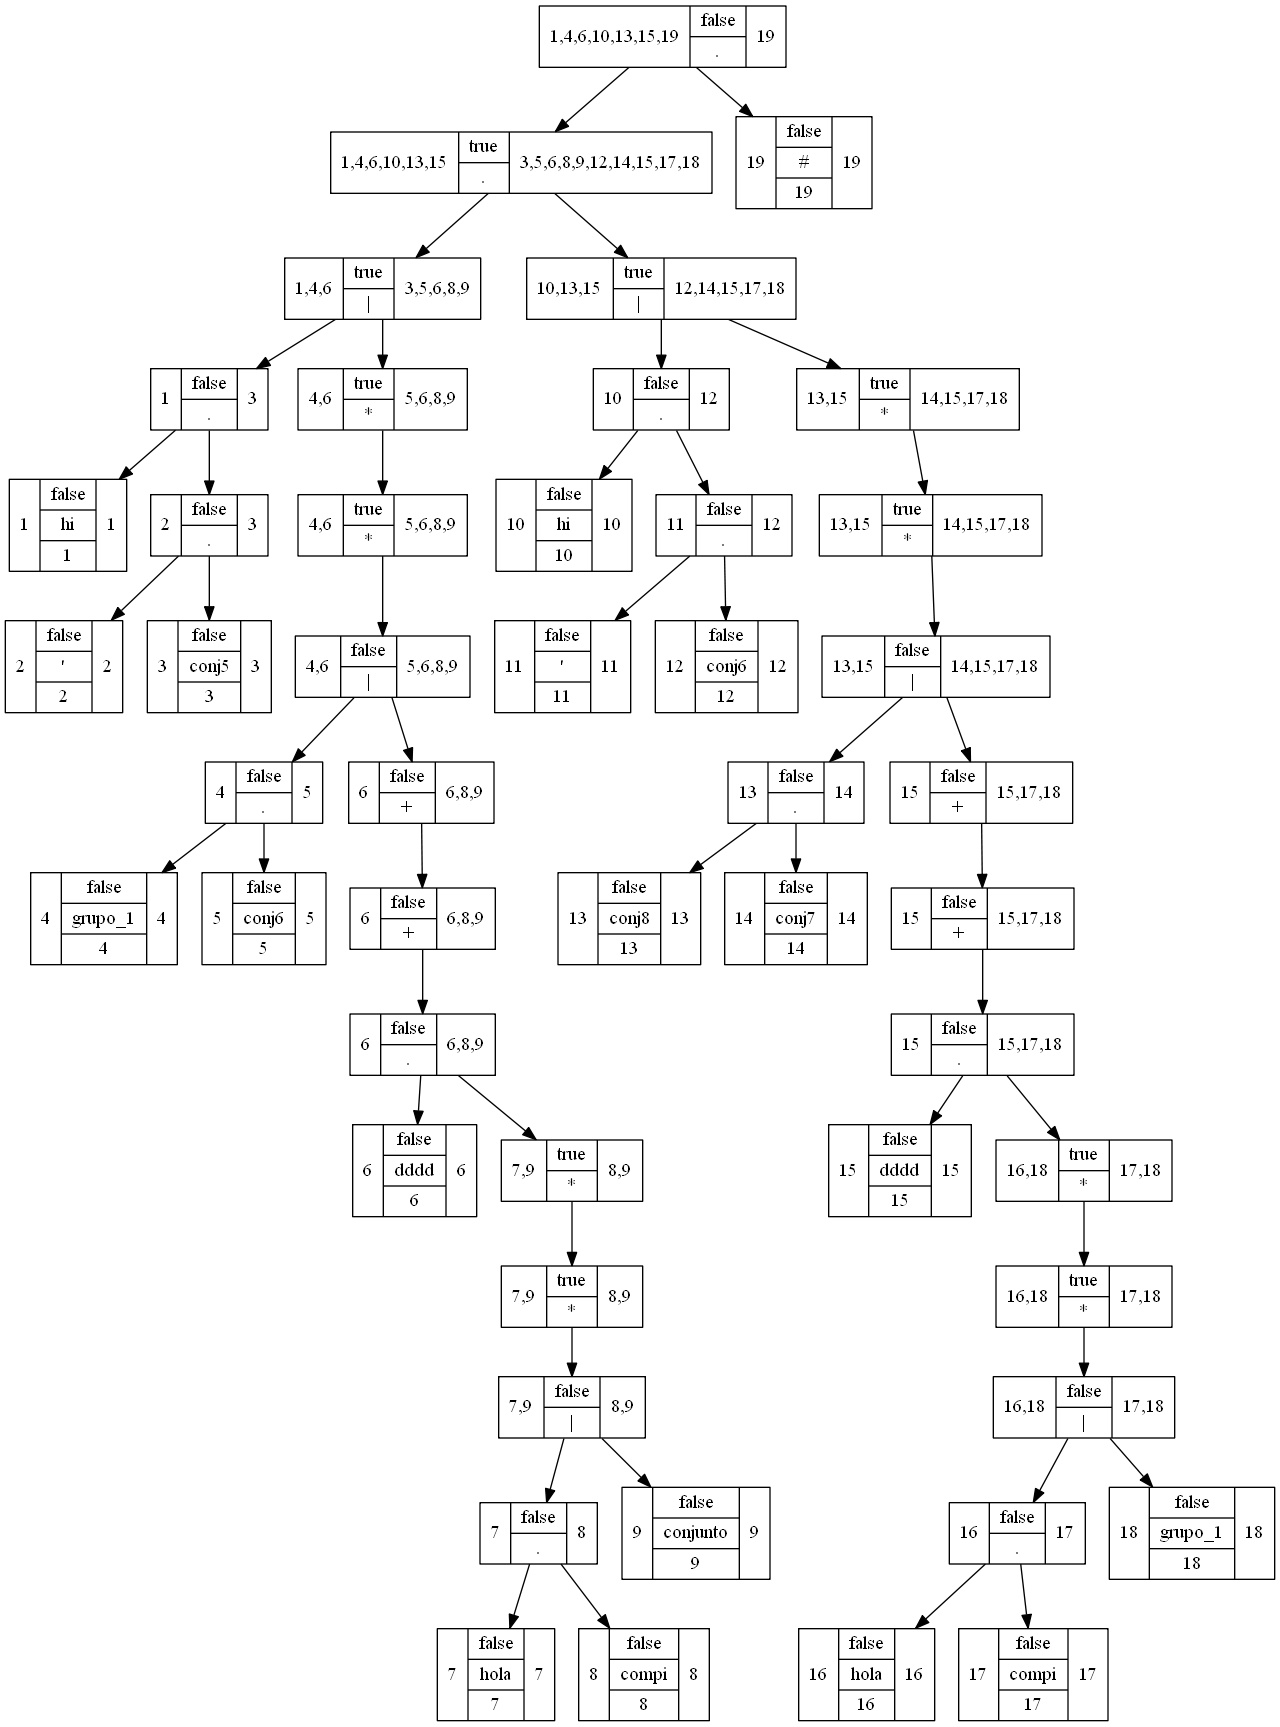 1,4,6,10,13,15,19 false . 19
1,4,6,10,13,15 true . 3,5,6,8,9,12,14,15,17,18
19 false # 19 19
1,4,6 true | 3,5,6,8,9
10,13,15 true | 12,14,15,17,18
1 false . 3
4,6 true * 5,6,8,9
10 false . 12
13,15 true * 14,15,17,18
1 false hi 1 1
2 false . 3
4,6 true * 5,6,8,9
10 false hi 10 10
11 false . 12
13,15 true * 14,15,17,18
2 false ' 2 2
3 false conj5 3 3
4,6 false | 5,6,8,9
11 false ' 11 11
12 false conj6 12 12
13,15 false | 14,15,17,18
4 false . 5
6 false + 6,8,9
13 false . 14
15 false + 15,17,18
4 false grupo_1 4 4
5 false conj6 5 5
6 false + 6,8,9
13 false conj8 13 13
14 false conj7 14 14
15 false + 15,17,18
6 false . 6,8,9
15 false . 15,17,18
6 false dddd 6 6
7,9 true * 8,9
15 false dddd 15 15
16,18 true * 17,18
7,9 true * 8,9
16,18 true * 17,18
7,9 false | 8,9
16,18 false | 17,18
7 false . 8
9 false conjunto 9 9
16 false . 17
18 false grupo_1 18 18
7 false hola 7 7
8 false compi 8 8
16 false hola 16 16
17 false compi 17 17